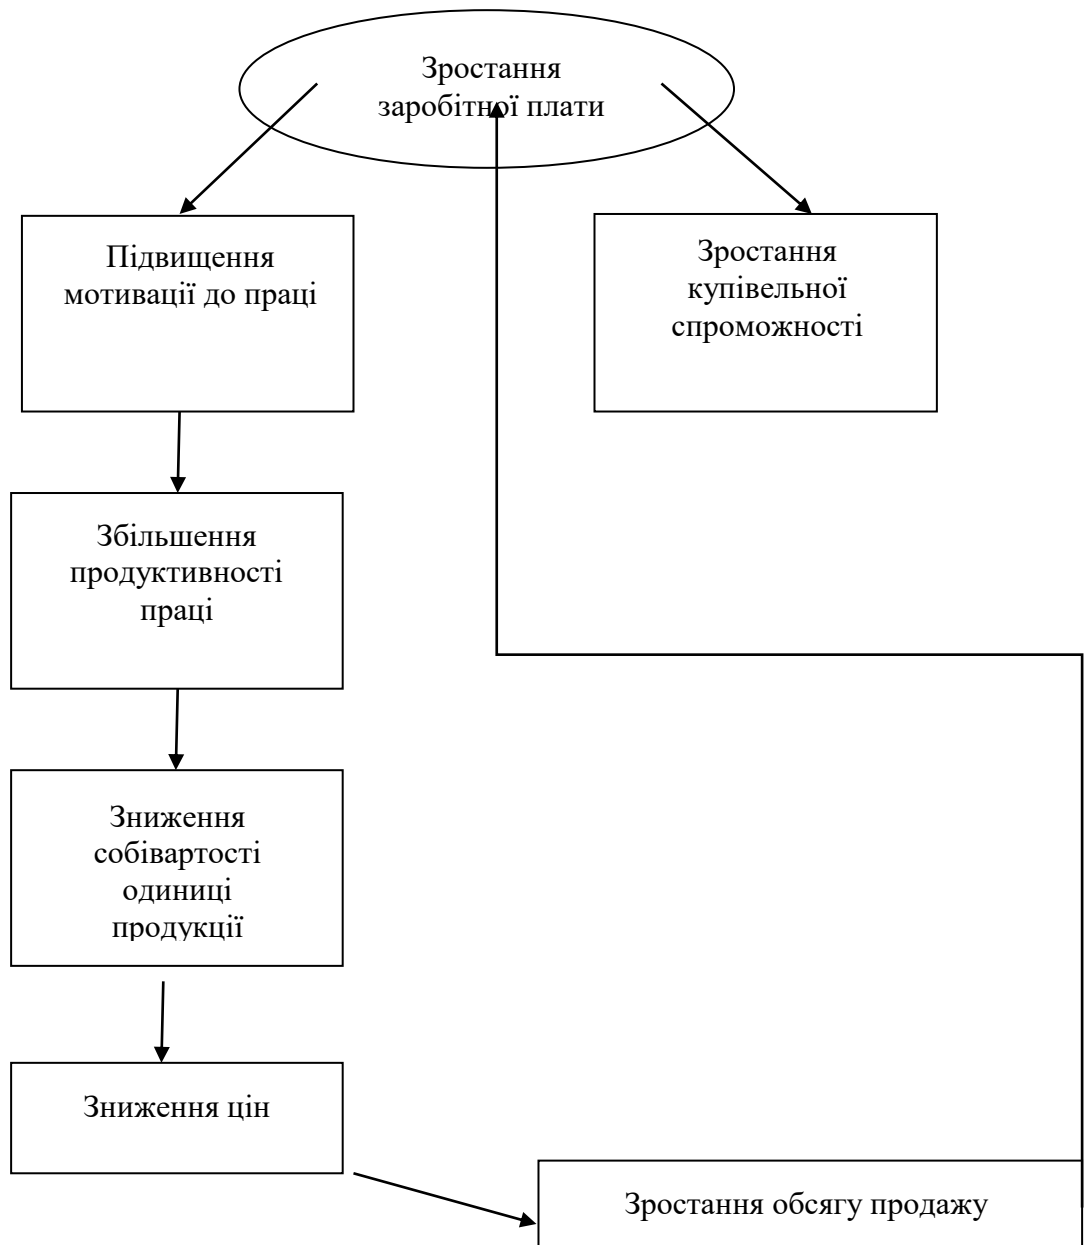 Зростання
заробітної плати
Підвищення
мотивації до праці
Зростання
купівельної
спроможності
Збільшення
продуктивності
праці
Зниження
собівартості
одиниці
продукції
Зниження цін
Зростання обсягу продажу